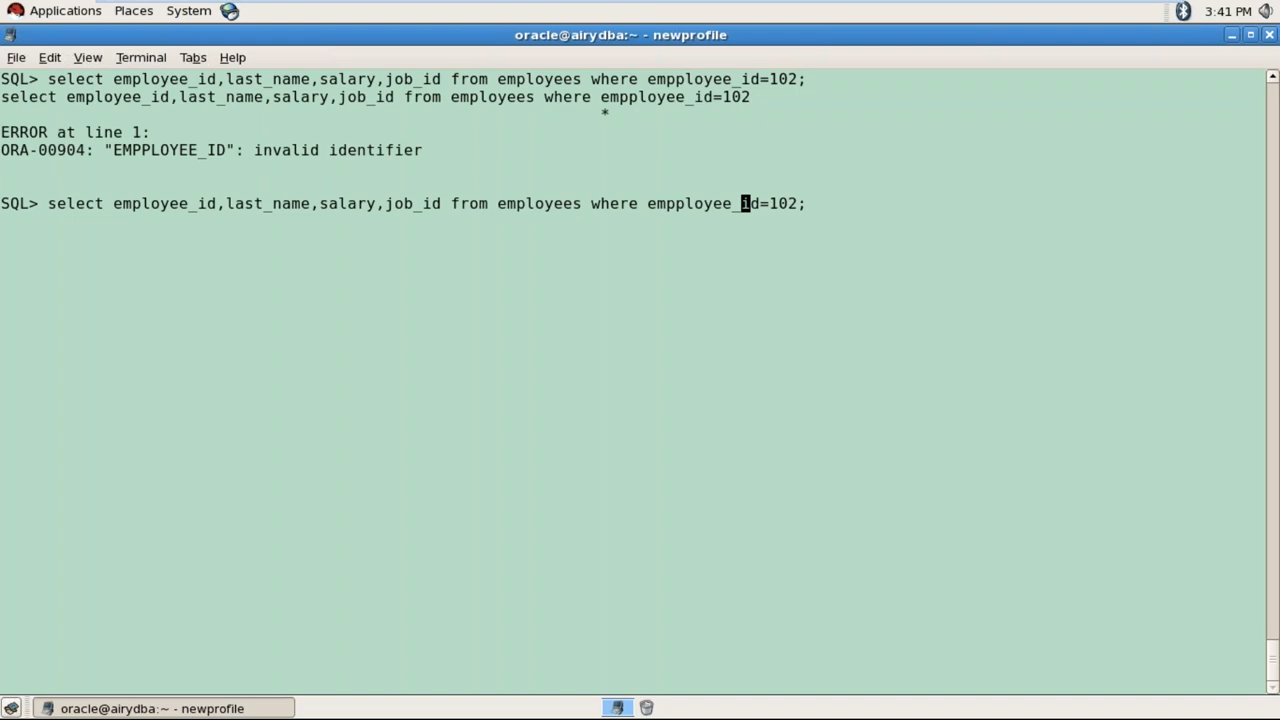 Applications Places System 3:41 PM
oracle@airydba:~ - newprofile
File Edit View Terminal Tabs Help
SQL> select employee_id,last_name,salary,job_id from employees where empployee_id=102;
select employee_id,last_name,salary,job_id from employees where empployee_id=102
*
ERROR at line 1:
ORA-00904: "EMPPLOYEE_ID": invalid identifier
SQL> select employee_id,last_name,salary,job_id from employees where empployee_id=102;
oracle@airydba:~ - newprofile